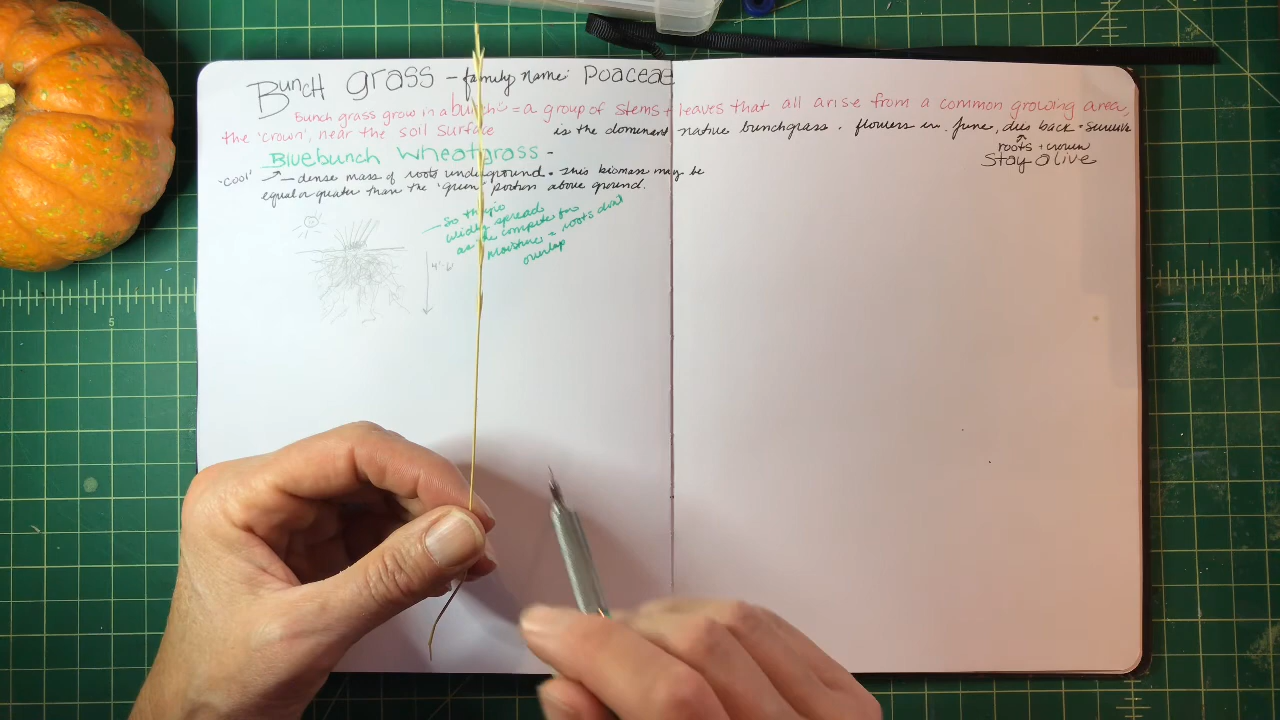 Bunch grass - family name: Poaceae
Bunch grass grow in a bunch = a group of stems + leaves that all arise from a common growing area,
the 'crown', near the soil surface is the dominant native bunchgrass. flowers in June, dies back + survive
roots + crown
stay alive
Bluebunch Wheatgrass -
'cool' - dense mass of roots underground. This biomass may be
equal or greater than the 'green' portion above ground.
widely spread
as compete for
moisture - roots don't
overlap
4'
5